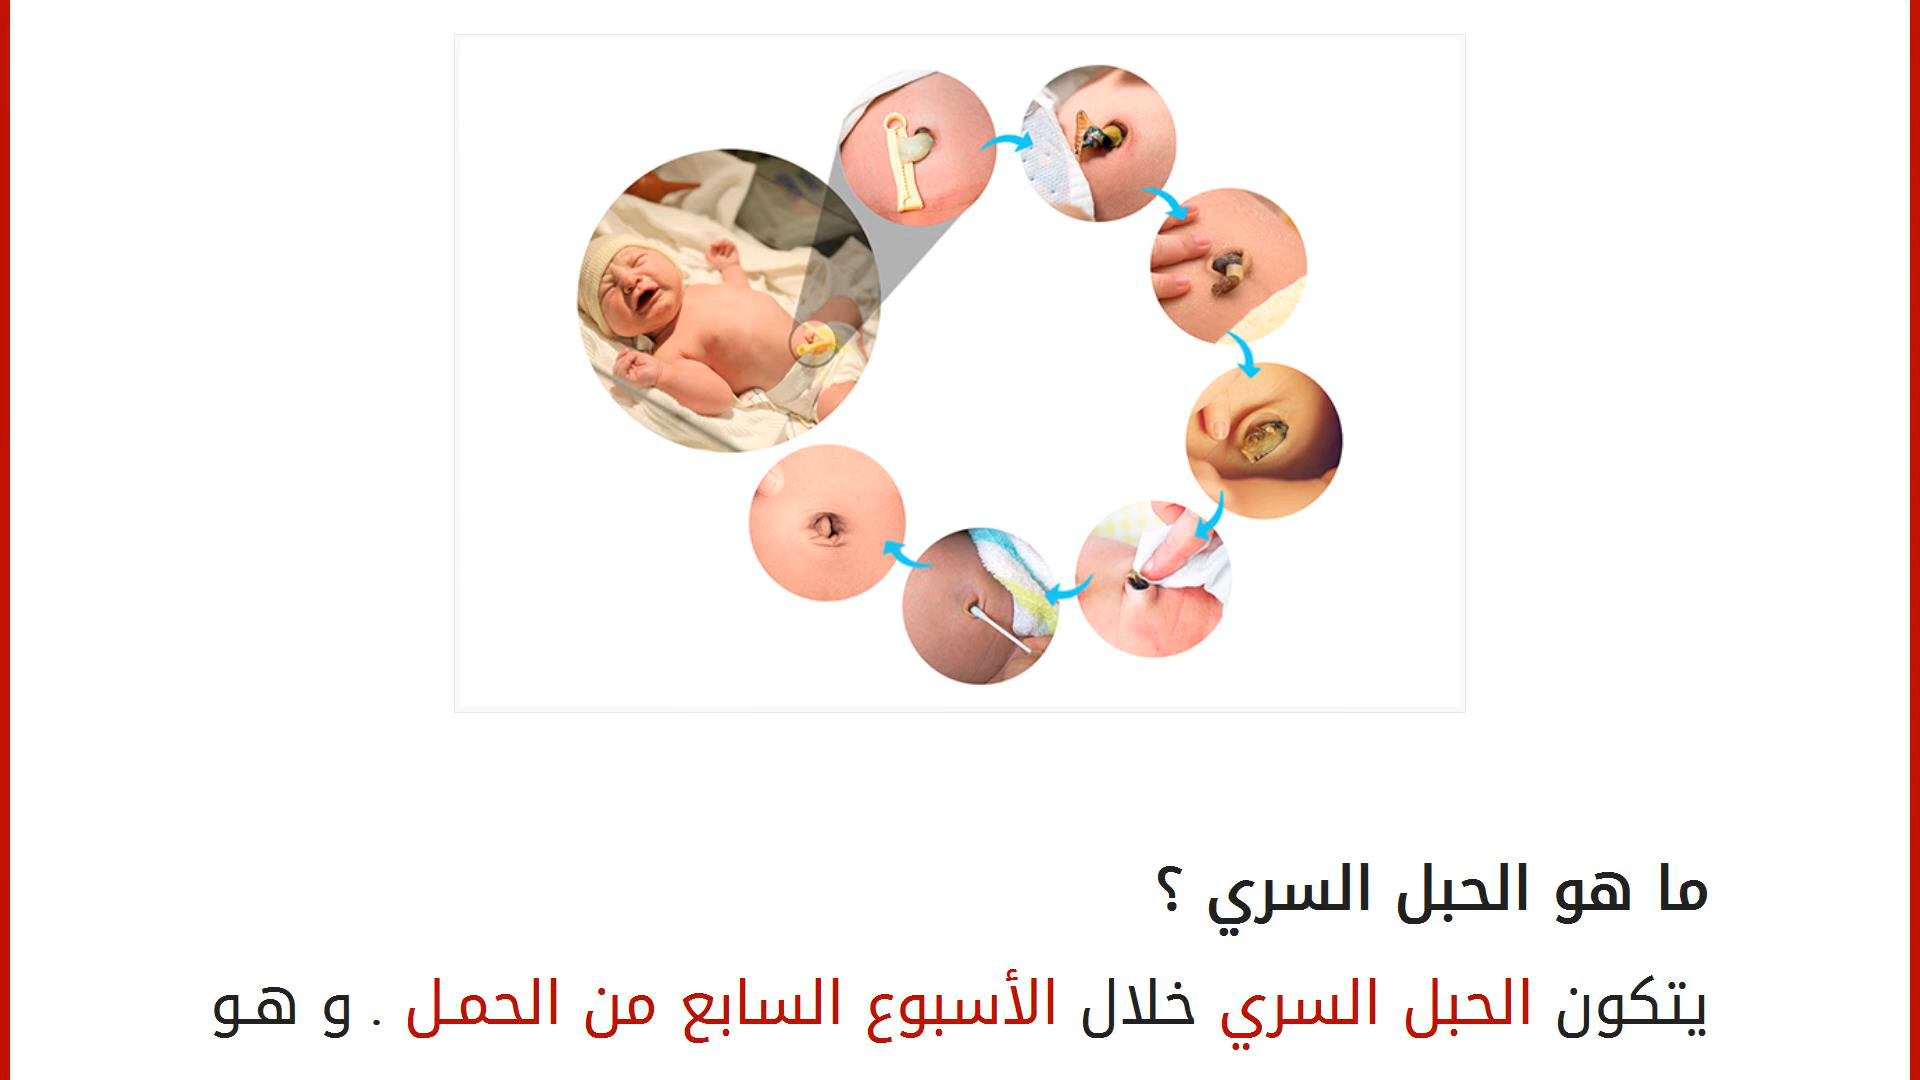 ما هو الحبل السري ؟
يتكون الحبل السري خلال الأسبوع السابع من الحمل . و هو